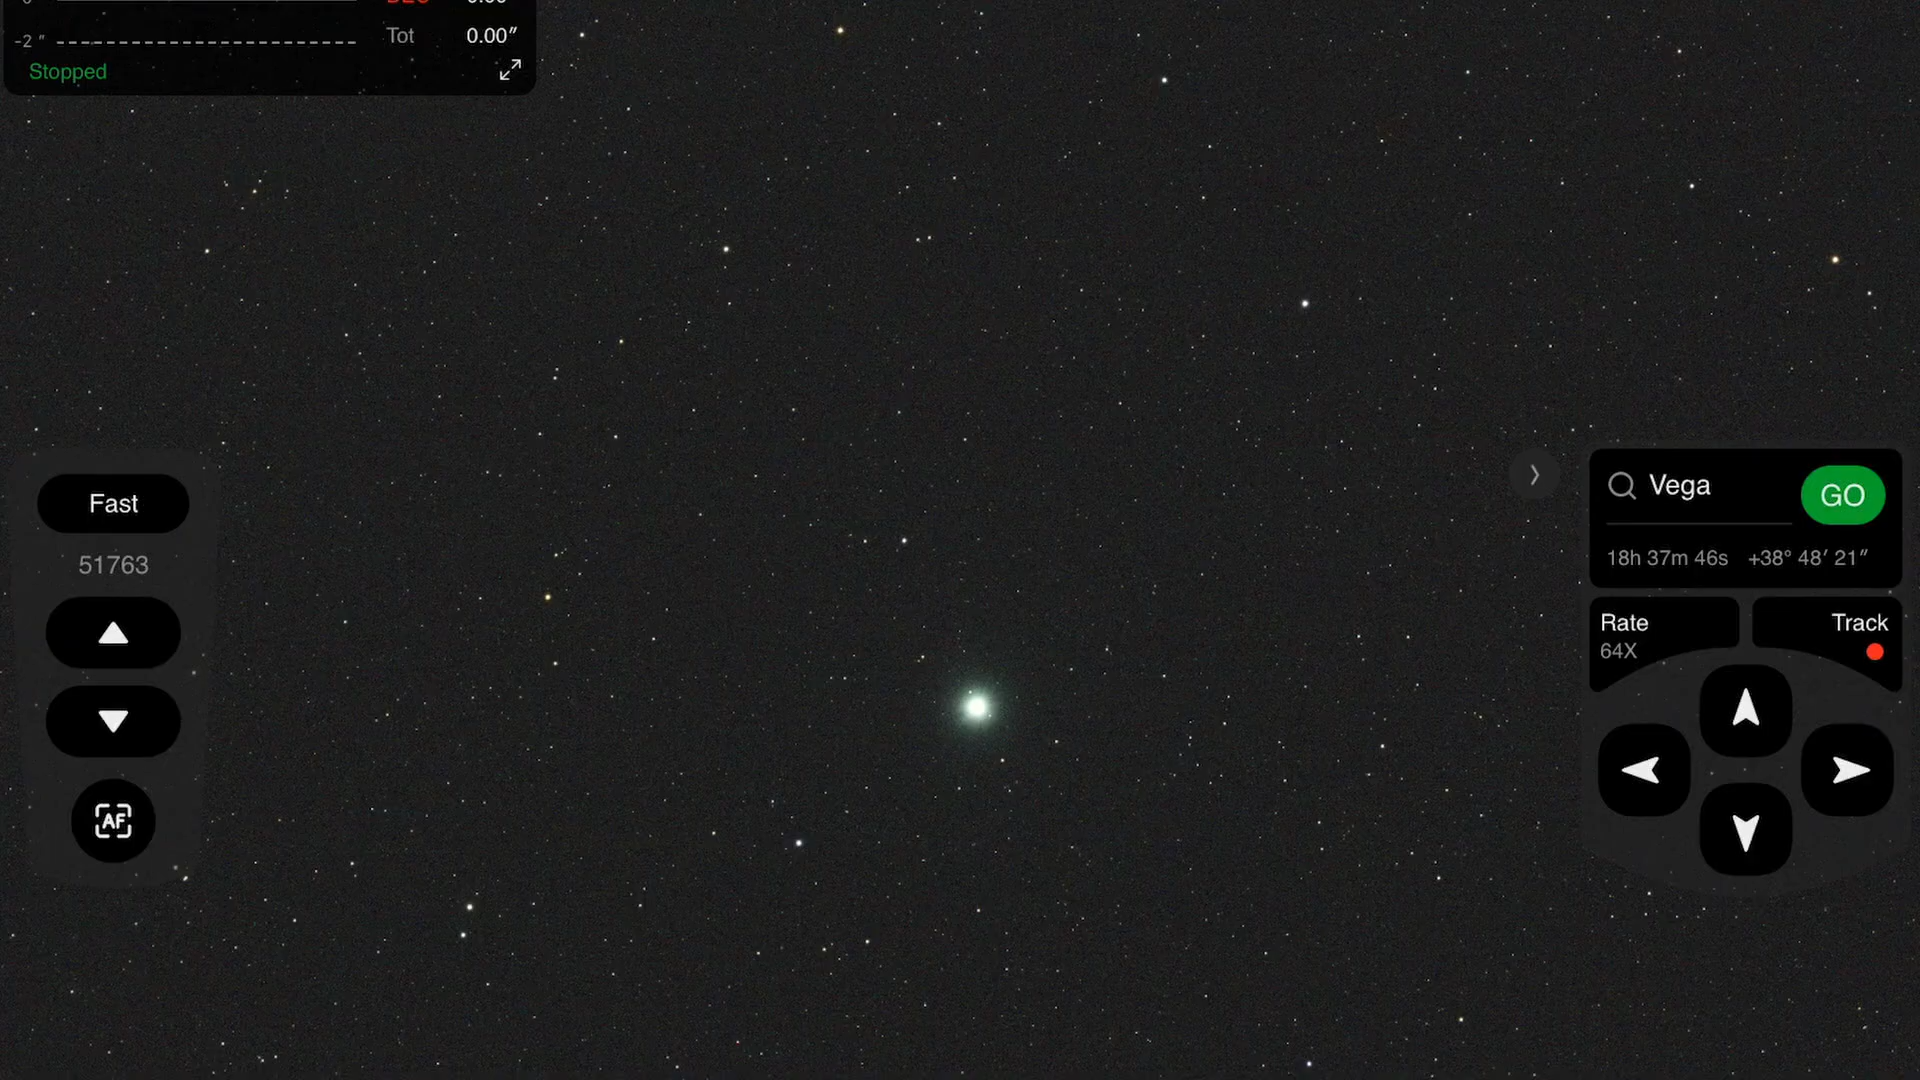 -2 "
Tot 0.00″
Stopped
Fast
51763
AF
Vega
GO
18h 37m 46s +38° 48′ 21″
Rate
64X
Track